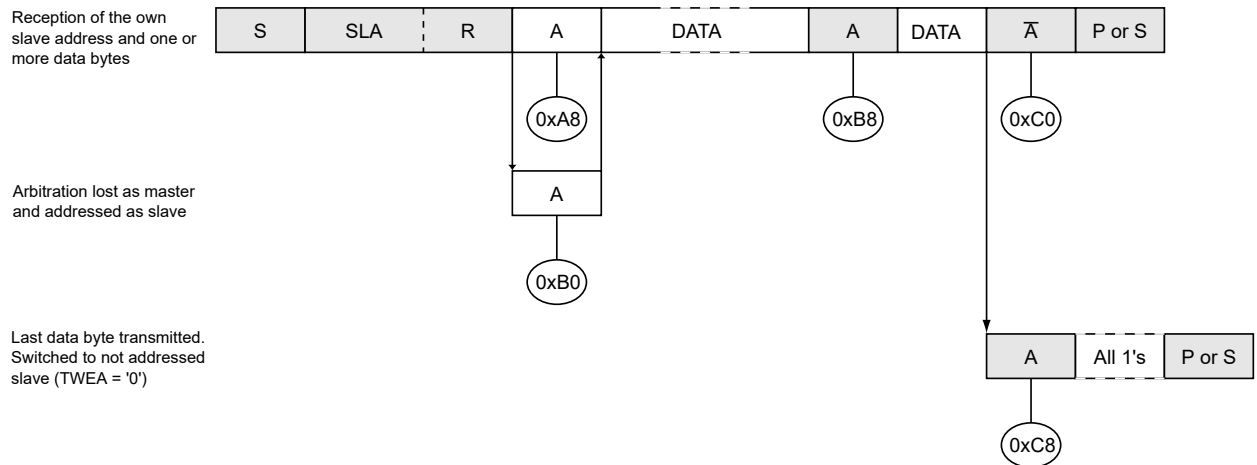 Reception of the own
slave address and one or
more data bytes
S SLA R A DATA A DATA A̅ P or S
0xA8 0xB8 0xC0
Arbitration lost as master
and addressed as slave
A
0xB0
Last data byte transmitted.
Switched to not addressed
slave (TWEA = '0')
A All 1's P or S
0xC8